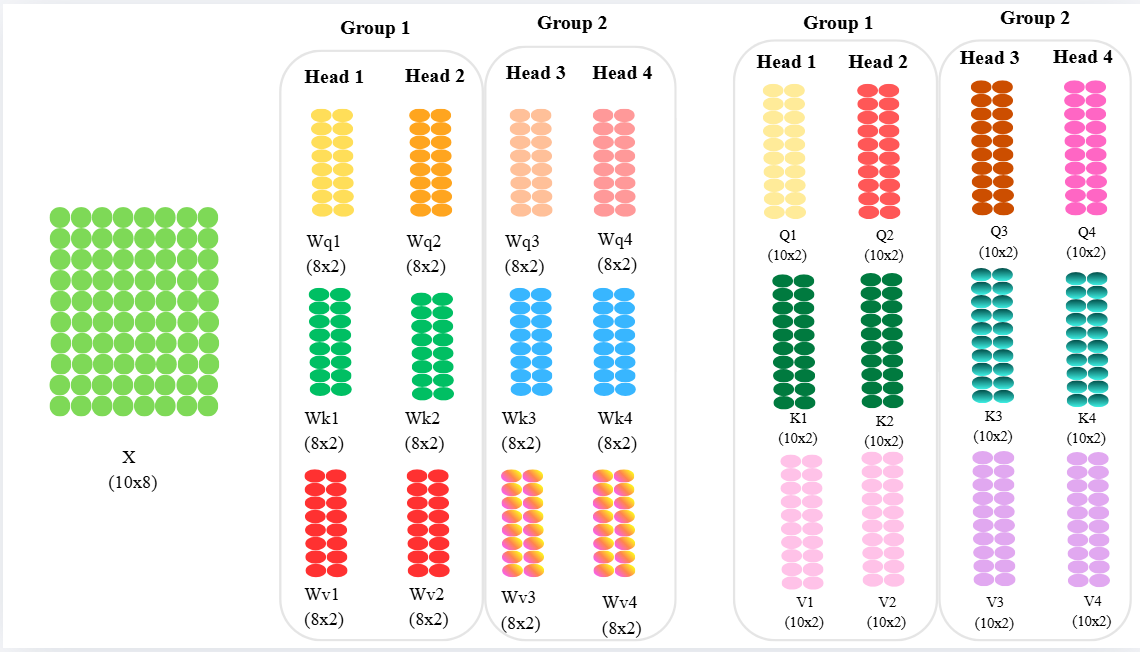 Group 1
Group 2
Group 1
Group 2
Head 1
Head 2
Head 3
Head 4
Head 1
Head 2
Head 3
Head 4
Wq1
(8x2)
Wq2
(8x2)
Wq3
(8x2)
Wq4
(8x2)
Q1
(10x2)
Q2
(10x2)
Q3
(10x2)
Q4
(10x2)
Wk1
(8x2)
Wk2
(8x2)
Wk3
(8x2)
Wk4
(8x2)
K1
(10x2)
K2
(10x2)
K3
(10x2)
K4
(10x2)
X
(10x8)
Wv1
(8x2)
Wv2
(8x2)
Wv3
(8x2)
Wv4
(8x2)
V1
(10x2)
V2
(10x2)
V3
(10x2)
V4
(10x2)